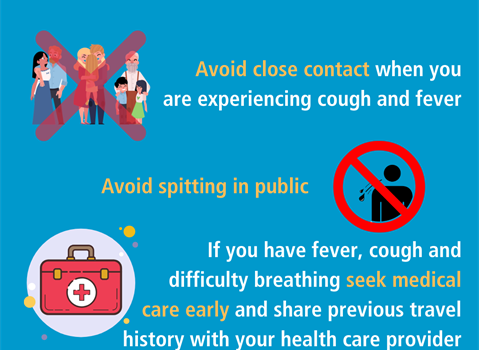 Avoid close contact when you
are experiencing cough and fever
Avoid spitting in public
If you have fever, cough and
difficulty breathing seek medical
care early and share previous travel
history with your health care provider